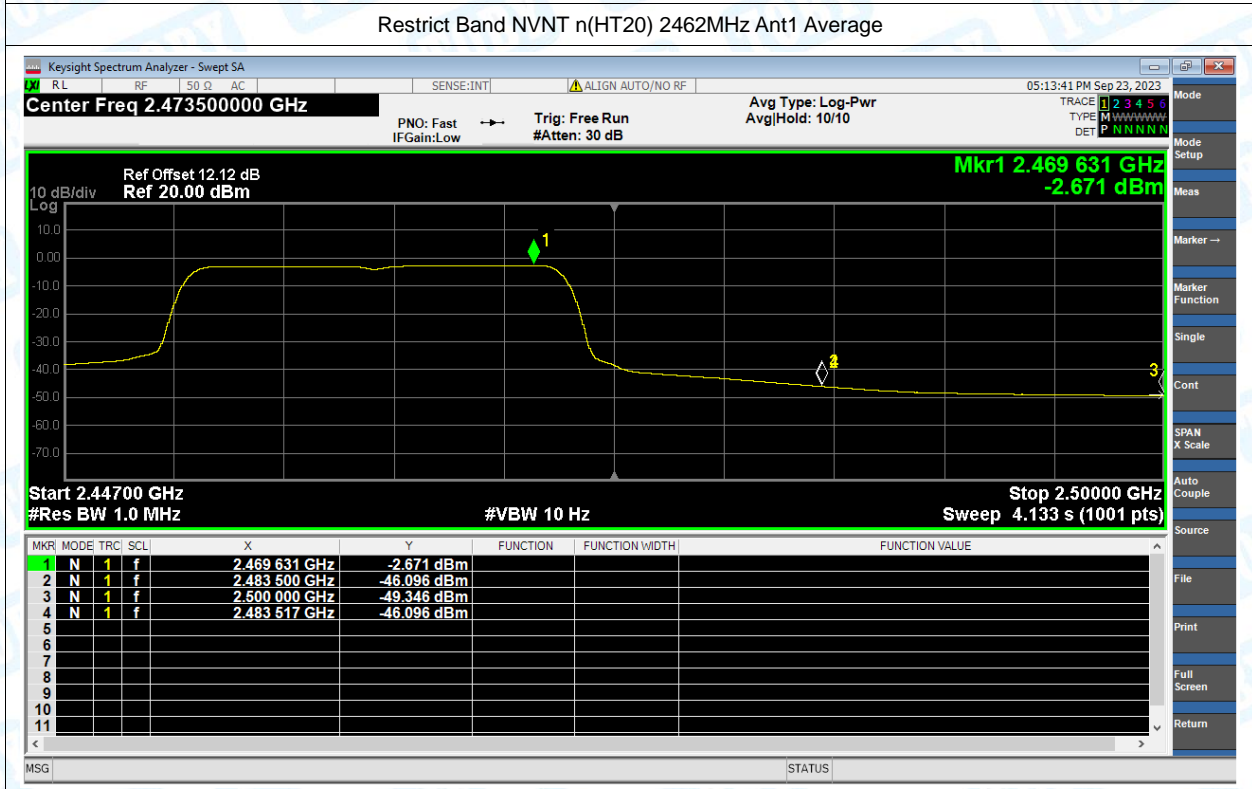 Restrict Band NVNT n(HT20) 2462MHz Ant1 Average
Keysight Spectrum Analyzer - Swept SA
LXI RL RF 50 Ω AC SENSE:INT ALIGN AUTO/NO RF 05:13:41 PM Sep 23, 2023
Center Freq 2.473500000 GHz
PNO: Fast
IFGain:Low
Trig: Free Run
#Atten: 30 dB
Avg Type: Log-Pwr
Avg|Hold: 10/10
TRACE 1 2 3 4 5 6
TYPE M WWWWW
DET P N N N N N
Mkr1 2.469 631 GHz
-2.671 dBm
Ref Offset 12.12 dB
10 dB/div Ref 20.00 dBm
Log
10.0
0.00
-10.0
-20.0
-30.0
-40.0
-50.0
-60.0
-70.0
1
2
3
Start 2.44700 GHz Stop 2.50000 GHz
#Res BW 1.0 MHz #VBW 10 Hz Sweep 4.133 s (1001 pts)
MKR MODE TRC SCL X Y FUNCTION FUNCTION WIDTH FUNCTION VALUE
1 N 1 f 2.469 631 GHz -2.671 dBm
2 N 1 f 2.483 500 GHz -46.096 dBm
3 N 1 f 2.500 000 GHz -49.346 dBm
4 N 1 f 2.483 517 GHz -46.096 dBm
5
6
7
8
9
10
11
MSG STATUS
Mode
Mode
Setup
Meas
Marker →
Marker
Function
Single
Cont
SPAN
X Scale
Auto
Couple
Source
File
Print
Full
Screen
Return